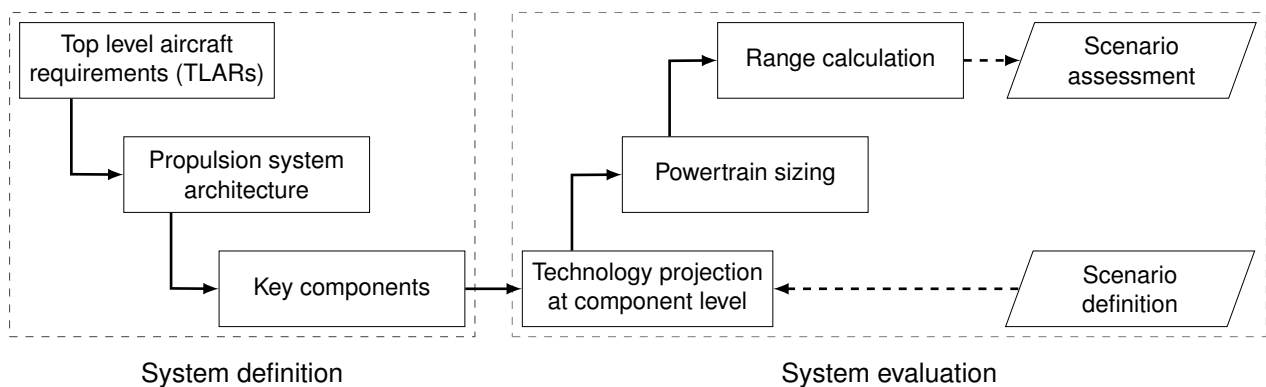 Top level aircraft
requirements (TLARs)
Propulsion system
architecture
Key components
System definition
Range calculation
Scenario
assessment
Powertrain sizing
Technology projection
at component level
Scenario
definition
System evaluation